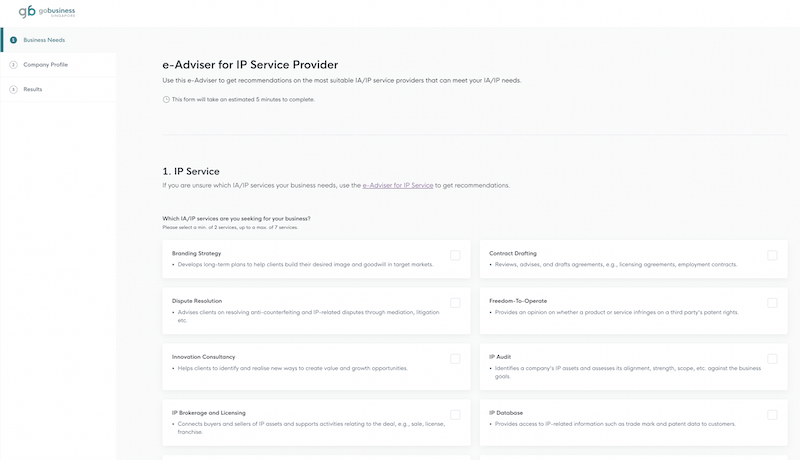 gobusiness
SINGAPORE
1 Business Needs
2 Company Profile
3 Results
e-Adviser for IP Service Provider
Use this e-Adviser to get recommendations on the most suitable IA/IP service providers that can meet your IA/IP needs.
This form will take an estimated 5 minutes to complete.
1. IP Service
If you are unsure which IA/IP services your business needs, use the e-Adviser for IP Service to get recommendations.
Which IA/IP services are you seeking for your business?
Please select a min. of 2 services, up to a max. of 7 services.
Branding Strategy
• Develops long-term plans to help clients build their desired image and goodwill in target markets.
Contract Drafting
• Reviews, advises, and drafts agreements, e.g., licensing agreements, employment contracts.
Dispute Resolution
• Advises clients on resolving anti-counterfeiting and IP-related disputes through mediation, litigation
etc.
Freedom-To-Operate
• Provides an opinion on whether a product or service infringes on a third party's patent rights.
Innovation Consultancy
• Helps clients to identify and realise new ways to create value and growth opportunities.
IP Audit
• Identifies a company's IP assets and assesses its alignment, strength, scope, etc. against the business
goals.
IP Brokerage and Licensing
• Connects buyers and sellers of IP assets and supports activities relating to the deal, e.g., sale, license,
franchise.
IP Database
• Provides access to IP-related information such as trade mark and patent data to customers.